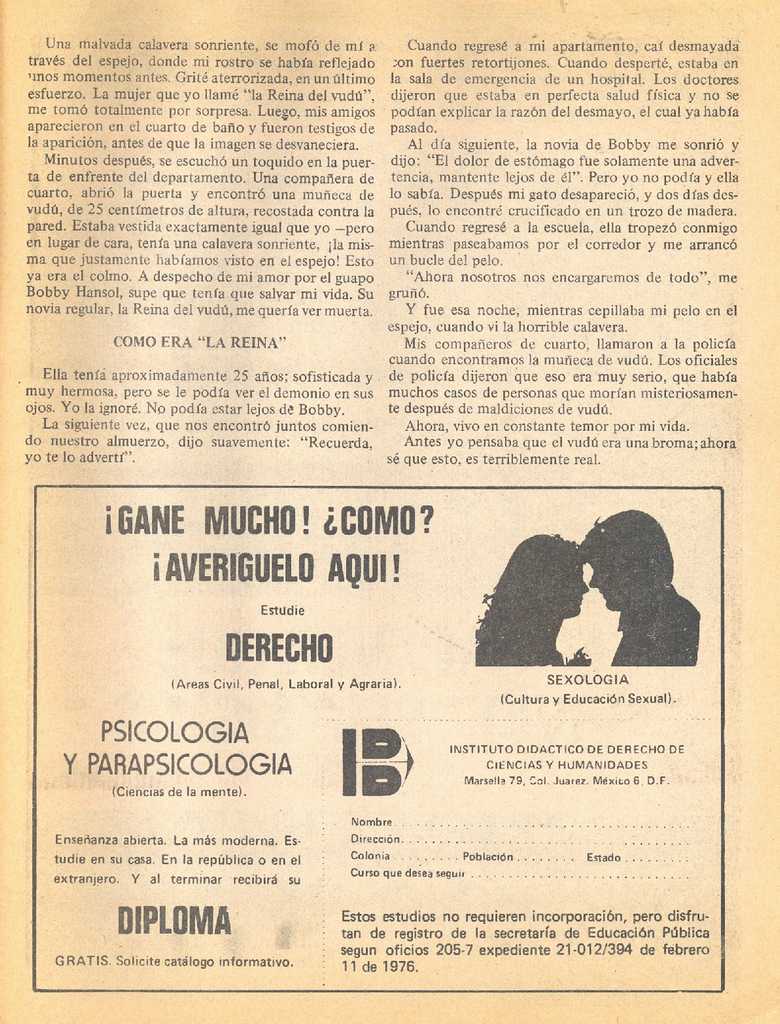 Una malvada calavera sonriente, se mofó de mí a
través del espejo, donde mi rostro se había reflejado
unos momentos antes. Grité aterrorizada, en un último
esfuerzo. La mujer que yo llamé “la Reina del vudú”,
me tomó totalmente por sorpresa. Luego, mis amigos
aparecieron en el cuarto de baño y fueron testigos de
la aparición, antes de que la imagen se desvaneciera.
Minutos después, se escuchó un toquido en la puer-
ta de enfrente del departamento. Una compañera de
cuarto, abrió la puerta y encontró una muñeca de
vudú, de 25 centímetros de altura, recostada contra la
pared. Estaba vestida exactamente igual que yo —pero
en lugar de cara, tenía una calavera sonriente, ¡la mis-
ma que justamente habíamos visto en el espejo! Esto
ya era el colmo. A despecho de mi amor por el guapo
Bobby Hansol, supe que tenía que salvar mi vida. Su
novia regular, la Reina del vudú, me quería ver muerta.
COMO ERA “LA REINA”
Ella tenía aproximadamente 25 años; sofisticada y
muy hermosa, pero se le podía ver el demonio en sus
ojos. Yo la ignoré. No podía estar lejos de Bobby.
La siguiente vez, que nos encontró juntos comien-
do nuestro almuerzo, dijo suavemente: “Recuerda,
yo te lo advertí”.
Cuando regresé a mi apartamento, caí desmayada
con fuertes retortijones. Cuando desperté, estaba en
la sala de emergencia de un hospital. Los doctores
dijeron que estaba en perfecta salud física y no se
podían explicar la razón del desmayo, el cual ya había
pasado.
Al día siguiente, la novia de Bobby me sonrió y
dijo: “El dolor de estómago fue solamente una adver-
tencia, mantente lejos de él”. Pero yo no podía y ella
lo sabía. Después mi gato desapareció, y dos días des-
pués, lo encontré crucificado en un trozo de madera.
Cuando regresé a la escuela, ella tropezó conmigo
mientras paseabamos por el corredor y me arrancó
un bucle del pelo.
“Ahora nosotros nos encargaremos de todo”, me
gruñó.
Y fue esa noche, mientras cepillaba mi pelo en el
espejo, cuando vi la horrible calavera.
Mis compañeros de cuarto, llamaron a la policía
cuando encontramos la muñeca de vudú. Los oficiales
de policía dijeron que eso era muy serio, que había
muchos casos de personas que morían misteriosamen-
te después de maldiciones de vudú.
Ahora, vivo en constante temor por mi vida.
Antes yo pensaba que el vudú era una broma; ahora
sé que esto, es terriblemente real.
¡GANE MUCHO! ¿COMO?
¡AVERIGUELO AQUI!
Estudie
DERECHO
(Areas Civil, Penal, Laboral y Agraria).
SEXOLOGIA
(Cultura y Educación Sexual).
PSICOLOGIA
Y PARAPSICOLOGIA
(Ciencias de la mente).
Enseñanza abierta. La más moderna. Es-
tudie en su casa. En la república o en el
extranjero. Y al terminar recibirá su
DIPLOMA
GRATIS. Solicite catálogo informativo.
INSTITUTO DIDACTICO DE DERECHO DE
CIENCIAS Y HUMANIDADES
Marsella 79, Col. Juarez. México 6, D.F.
Nombre
Dirección
Colonia Población Estado
Curso que desea seguir
Estos estudios no requieren incorporación, pero disfru-
tan de registro de la secretaría de Educación Pública
segun oficios 205-7 expediente 21-012/394 de febrero
11 de 1976.